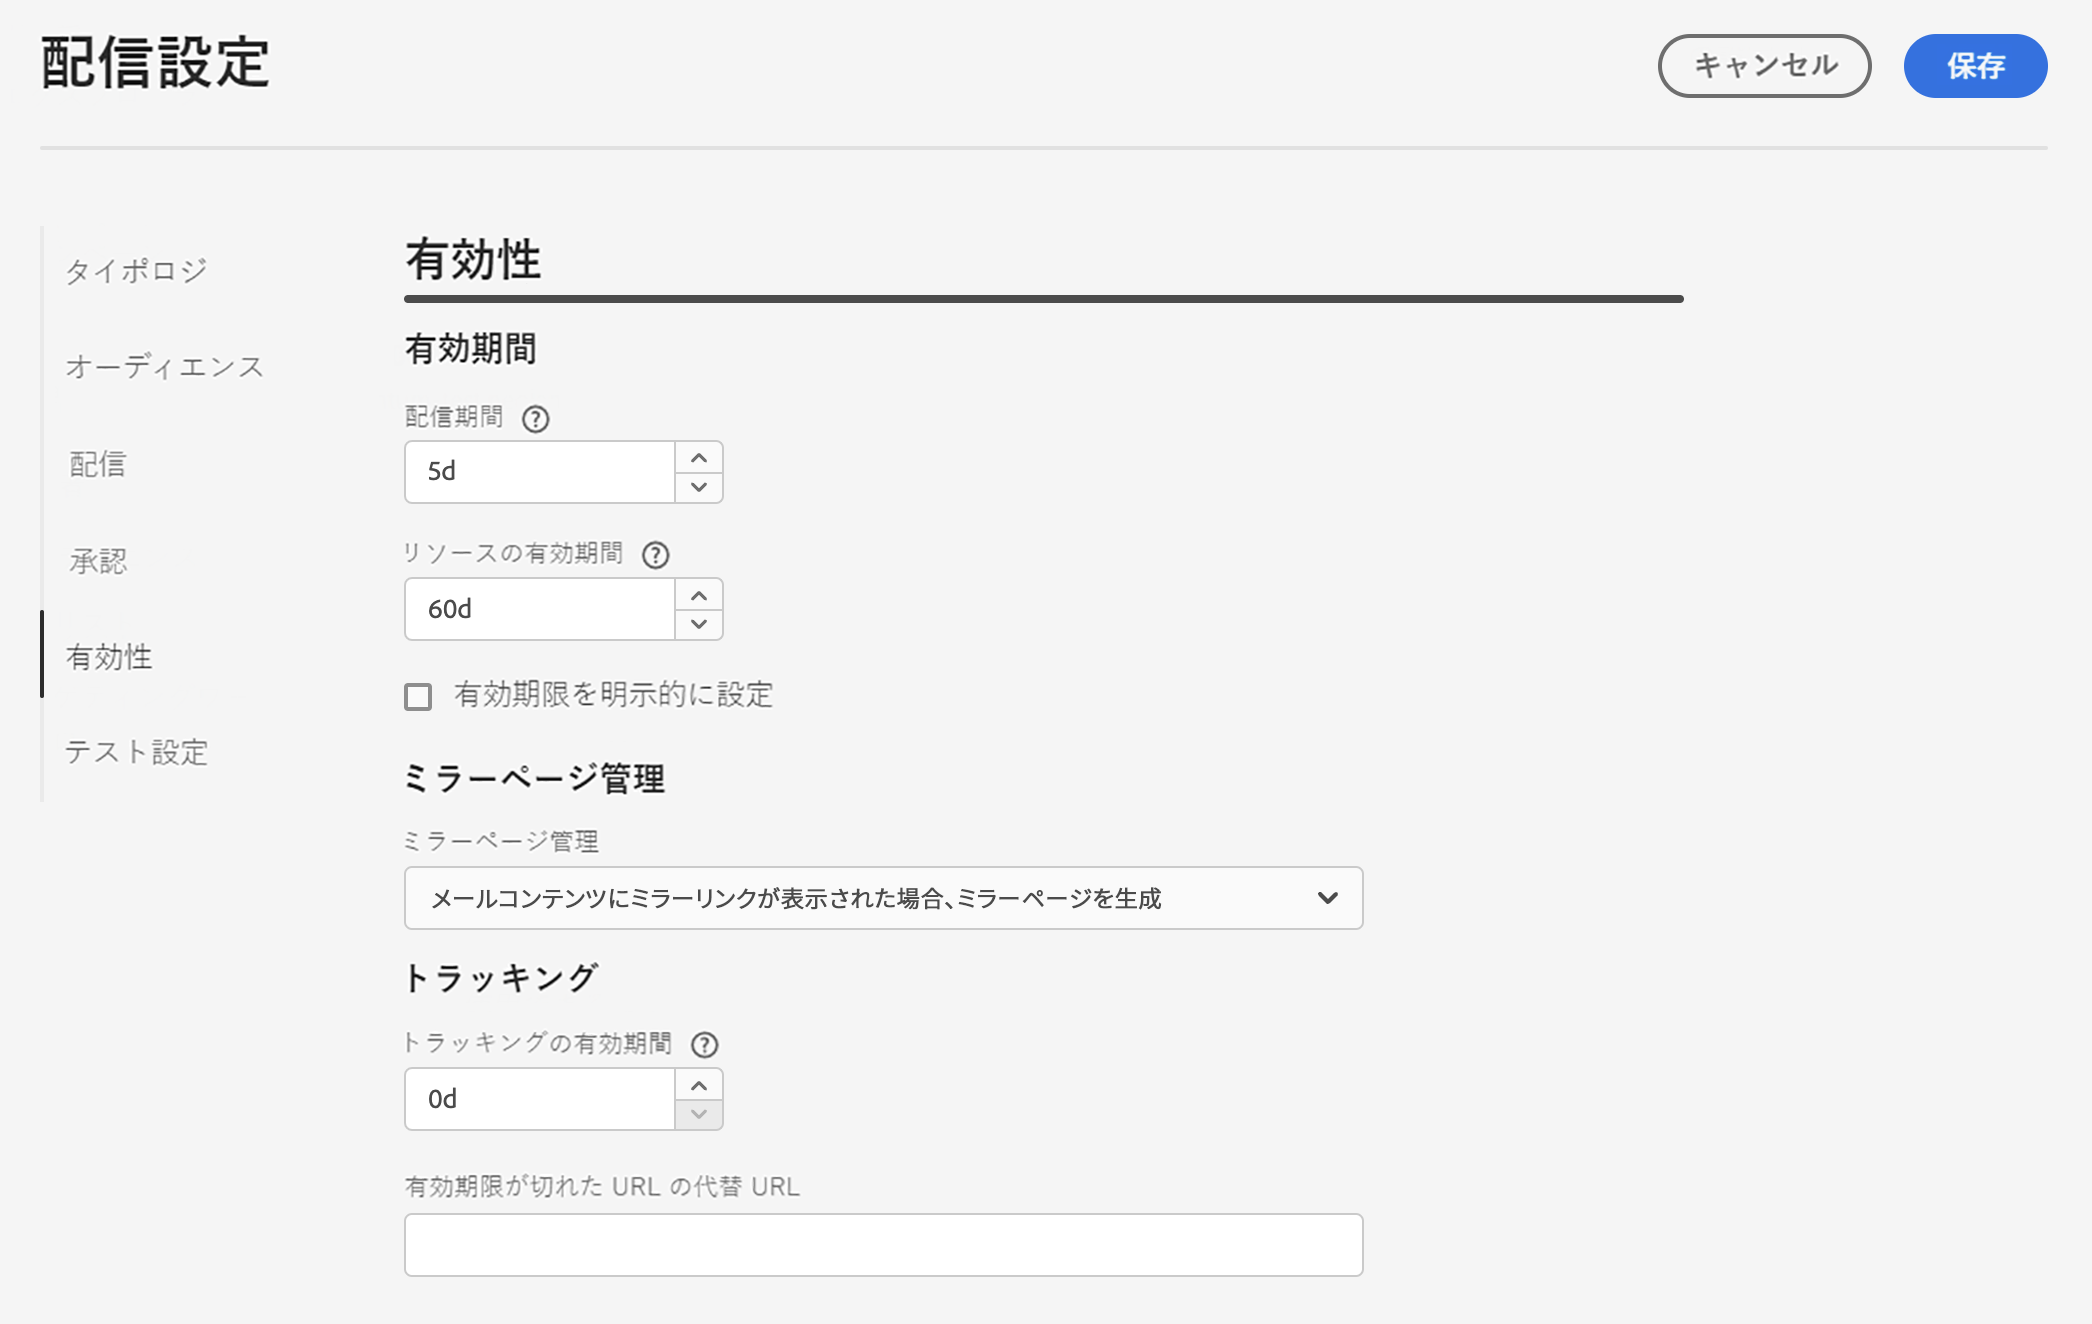 配信設定
キャンセル
保存
タイポロジ
オーディエンス
配信
承認
有効性
テスト設定
有効性
有効期間
配信期間 ?
5d
リソースの有効期間 ?
60d
有効期限を明示的に設定
ミラーページ管理
ミラーページ管理
メールコンテンツにミラーリンクが表示された場合、ミラーページを生成
トラッキング
トラッキングの有効期間 ?
0d
有効期限が切れた URL の代替 URL